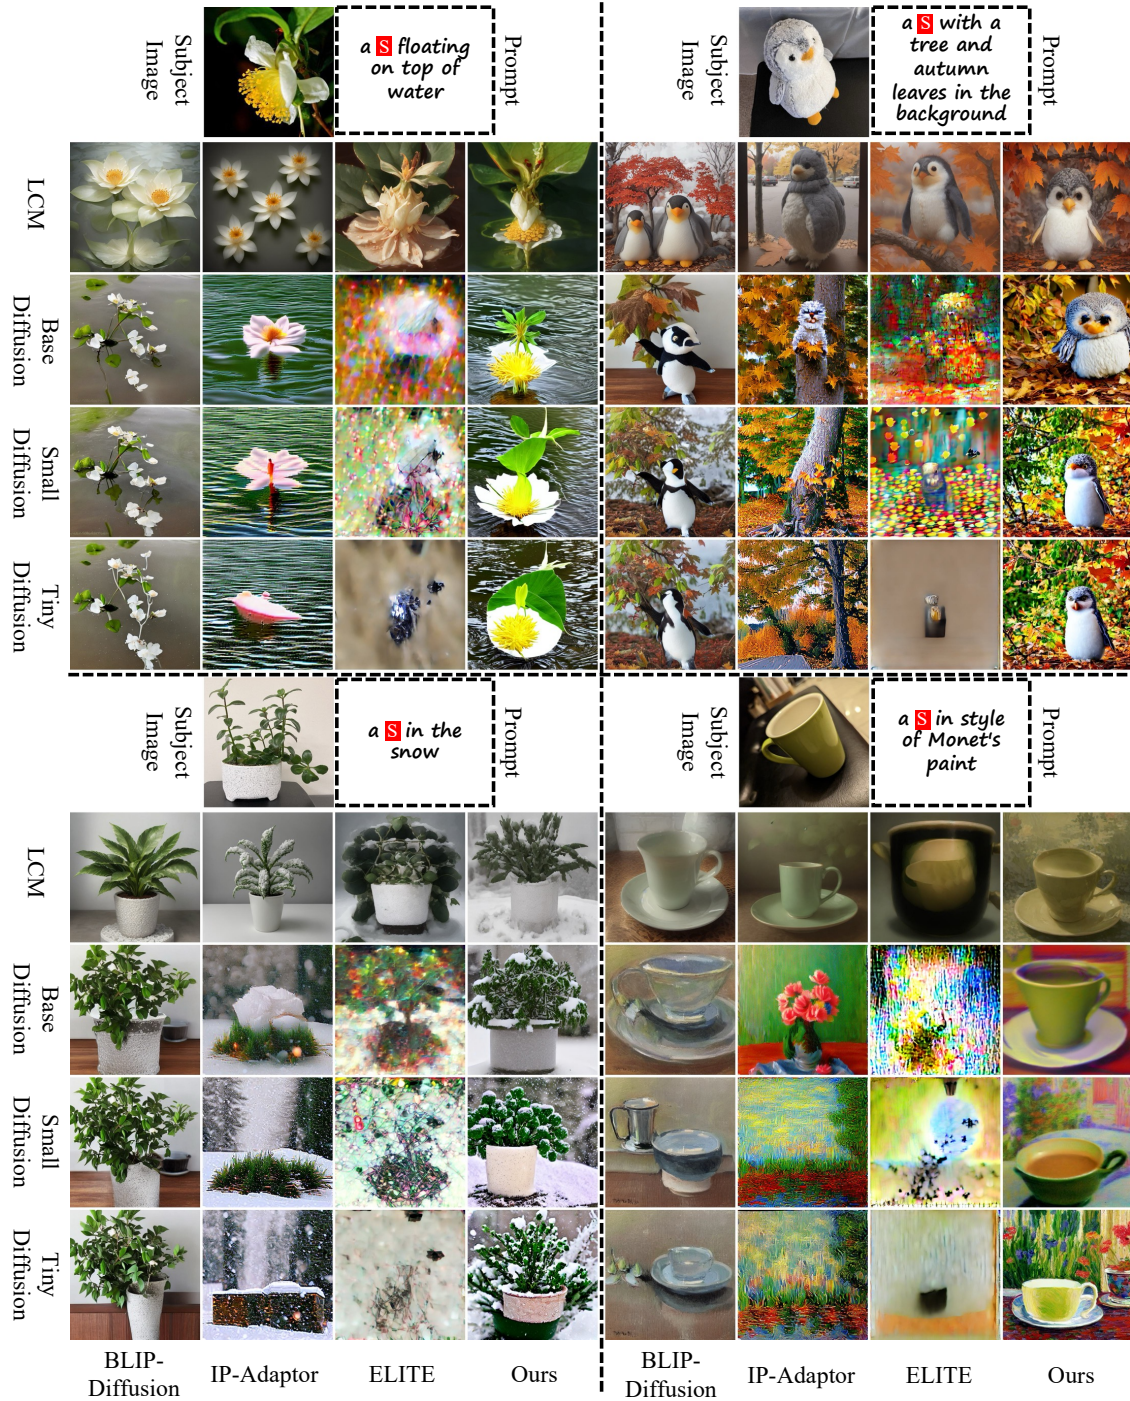 Subject
Image
a S floating
on top of
water
Prompt
Subject
Image
a S with a
tree and
autumn
leaves in the
background
Prompt
LCM
Base
Diffusion
Small
Diffusion
Tiny
Diffusion
Subject
Image
a S in the
snow
Prompt
Subject
Image
a S in style
of Monet's
paint
Prompt
LCM
Base
Diffusion
Small
Diffusion
Tiny
Diffusion
BLIP-
Diffusion
IP-Adaptor
ELITE
Ours
BLIP-
Diffusion
IP-Adaptor
ELITE
Ours